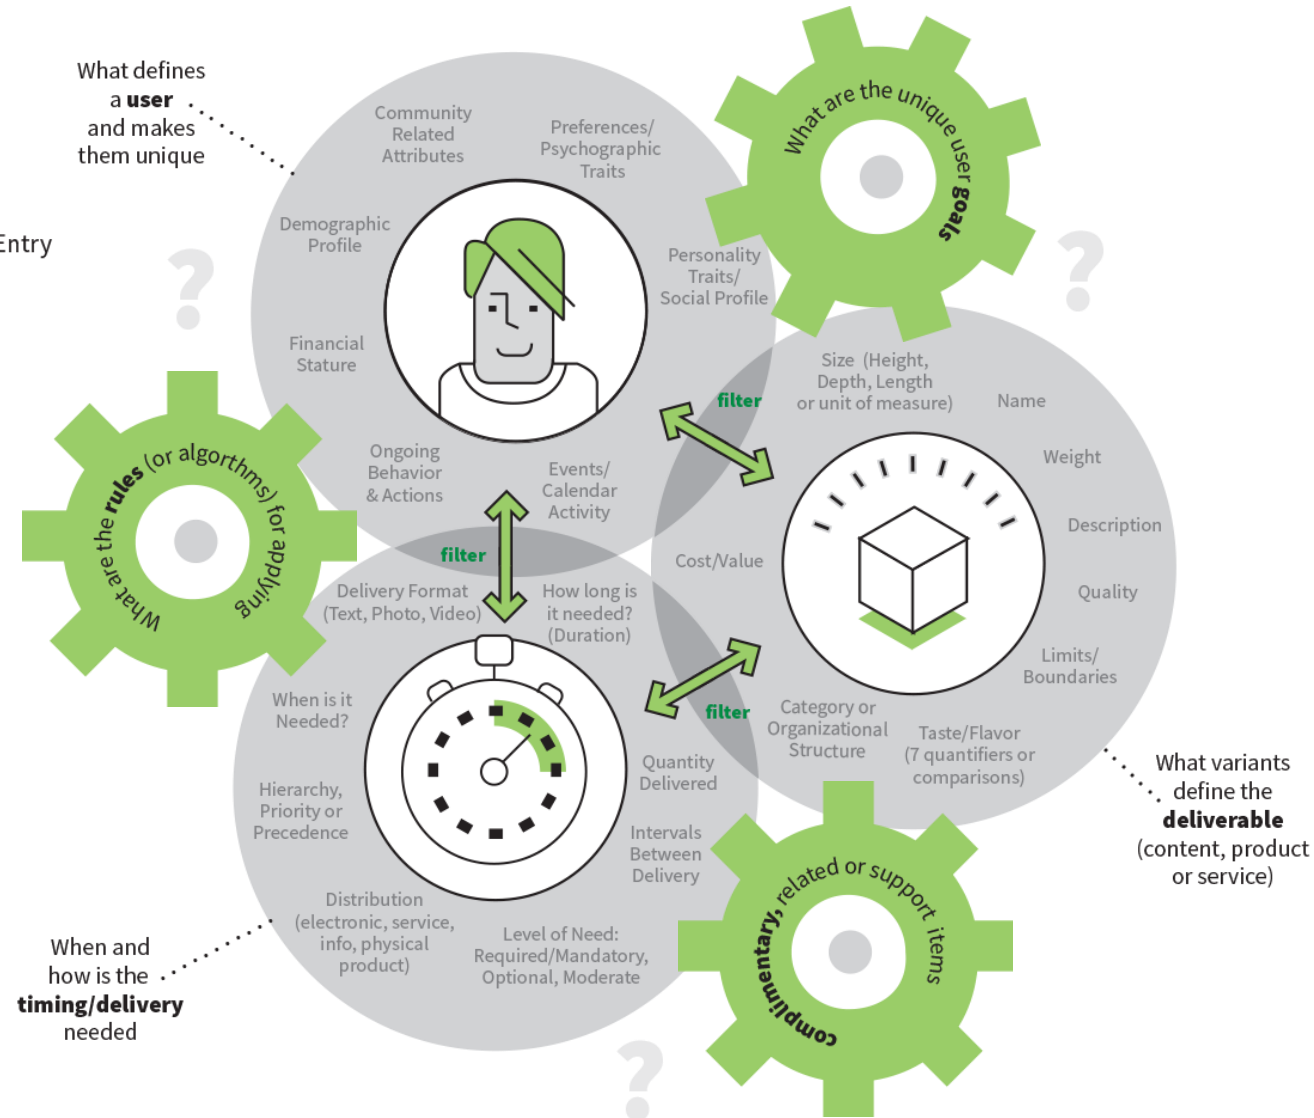 What defines
a user
and makes
them unique
Entry
Community
Related
Attributes
Preferences/
Psychographic
Traits
Demographic
Profile
Personality
Traits/
Social Profile
Financial
Stature
Ongoing
Behavior
& Actions
Events/
Calendar
Activity
What are the unique user goals
What are the rules (or algorthms) for applying
filter
filter
filter
Size (Height,
Depth, Length
or unit of measure)
Name
Weight
Description
Cost/Value
Quality
Limits/
Boundaries
Category or
Organizational
Structure
Taste/Flavor
(7 quantifiers or
comparisons)
What variants
define the
deliverable
(content, product
or service)
Delivery Format
(Text, Photo, Video)
How long is
it needed?
(Duration)
When is it
Needed?
Quantity
Delivered
Hierarchy,
Priority or
Precedence
Intervals
Between
Delivery
Distribution
(electronic, service,
info, physical
product)
Level of Need:
Required/Mandatory,
Optional, Moderate
When and
how is the
timing/delivery
needed
complimentary, related or support items
?
?
?